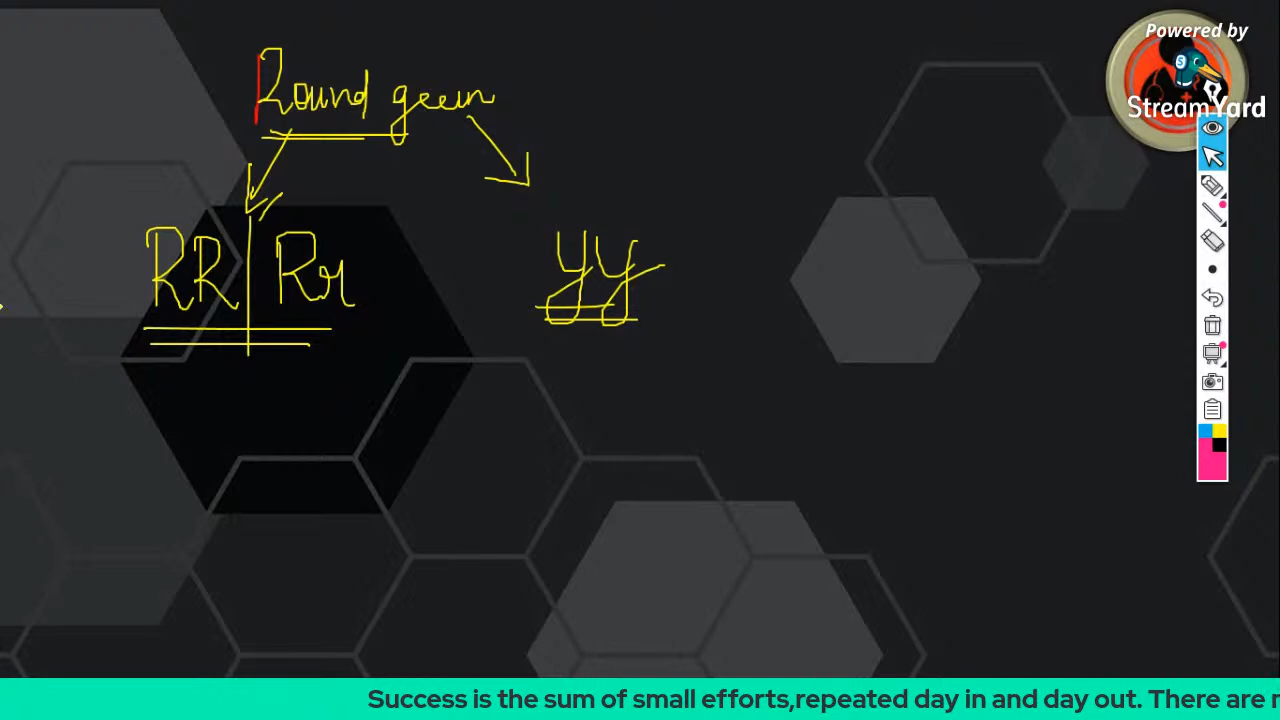 Powered by
StreamYard
Round green
RR Rr
yy
Success is the sum of small efforts,repeated day in and day out. There are